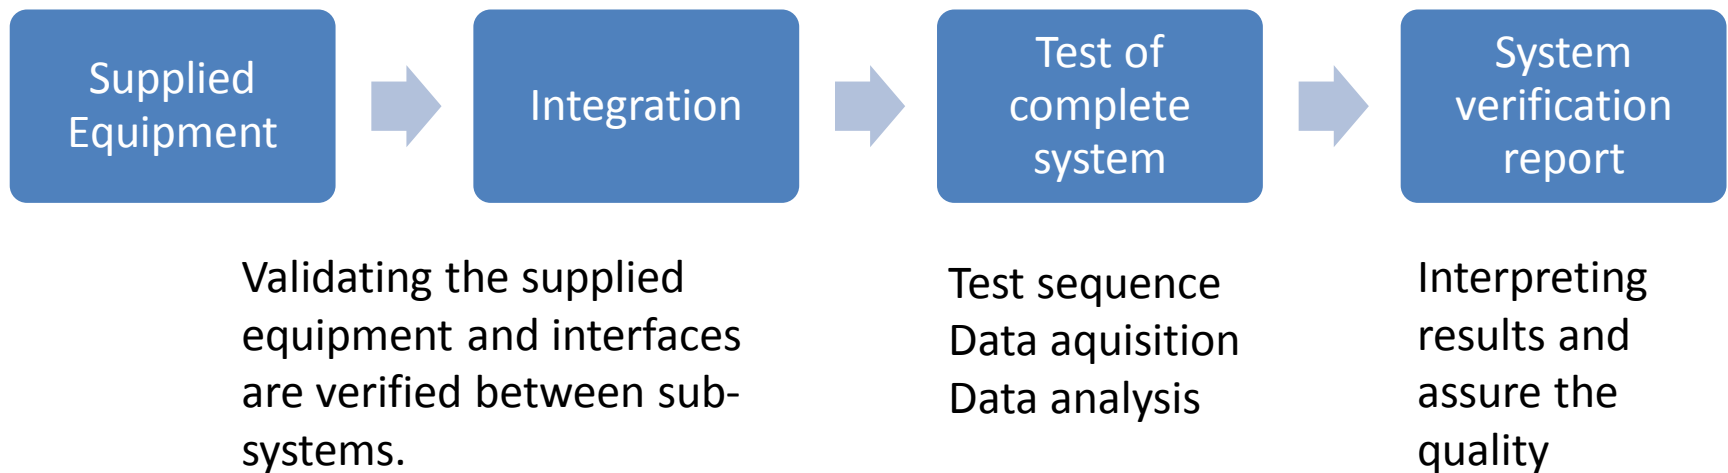 Supplied
Equipment
Integration
Test of
complete
system
System
verification
report
Validating the supplied
equipment and interfaces
are verified between sub-
systems.
Test sequence
Data aquisition
Data analysis
Interpreting
results and
assure the
quality